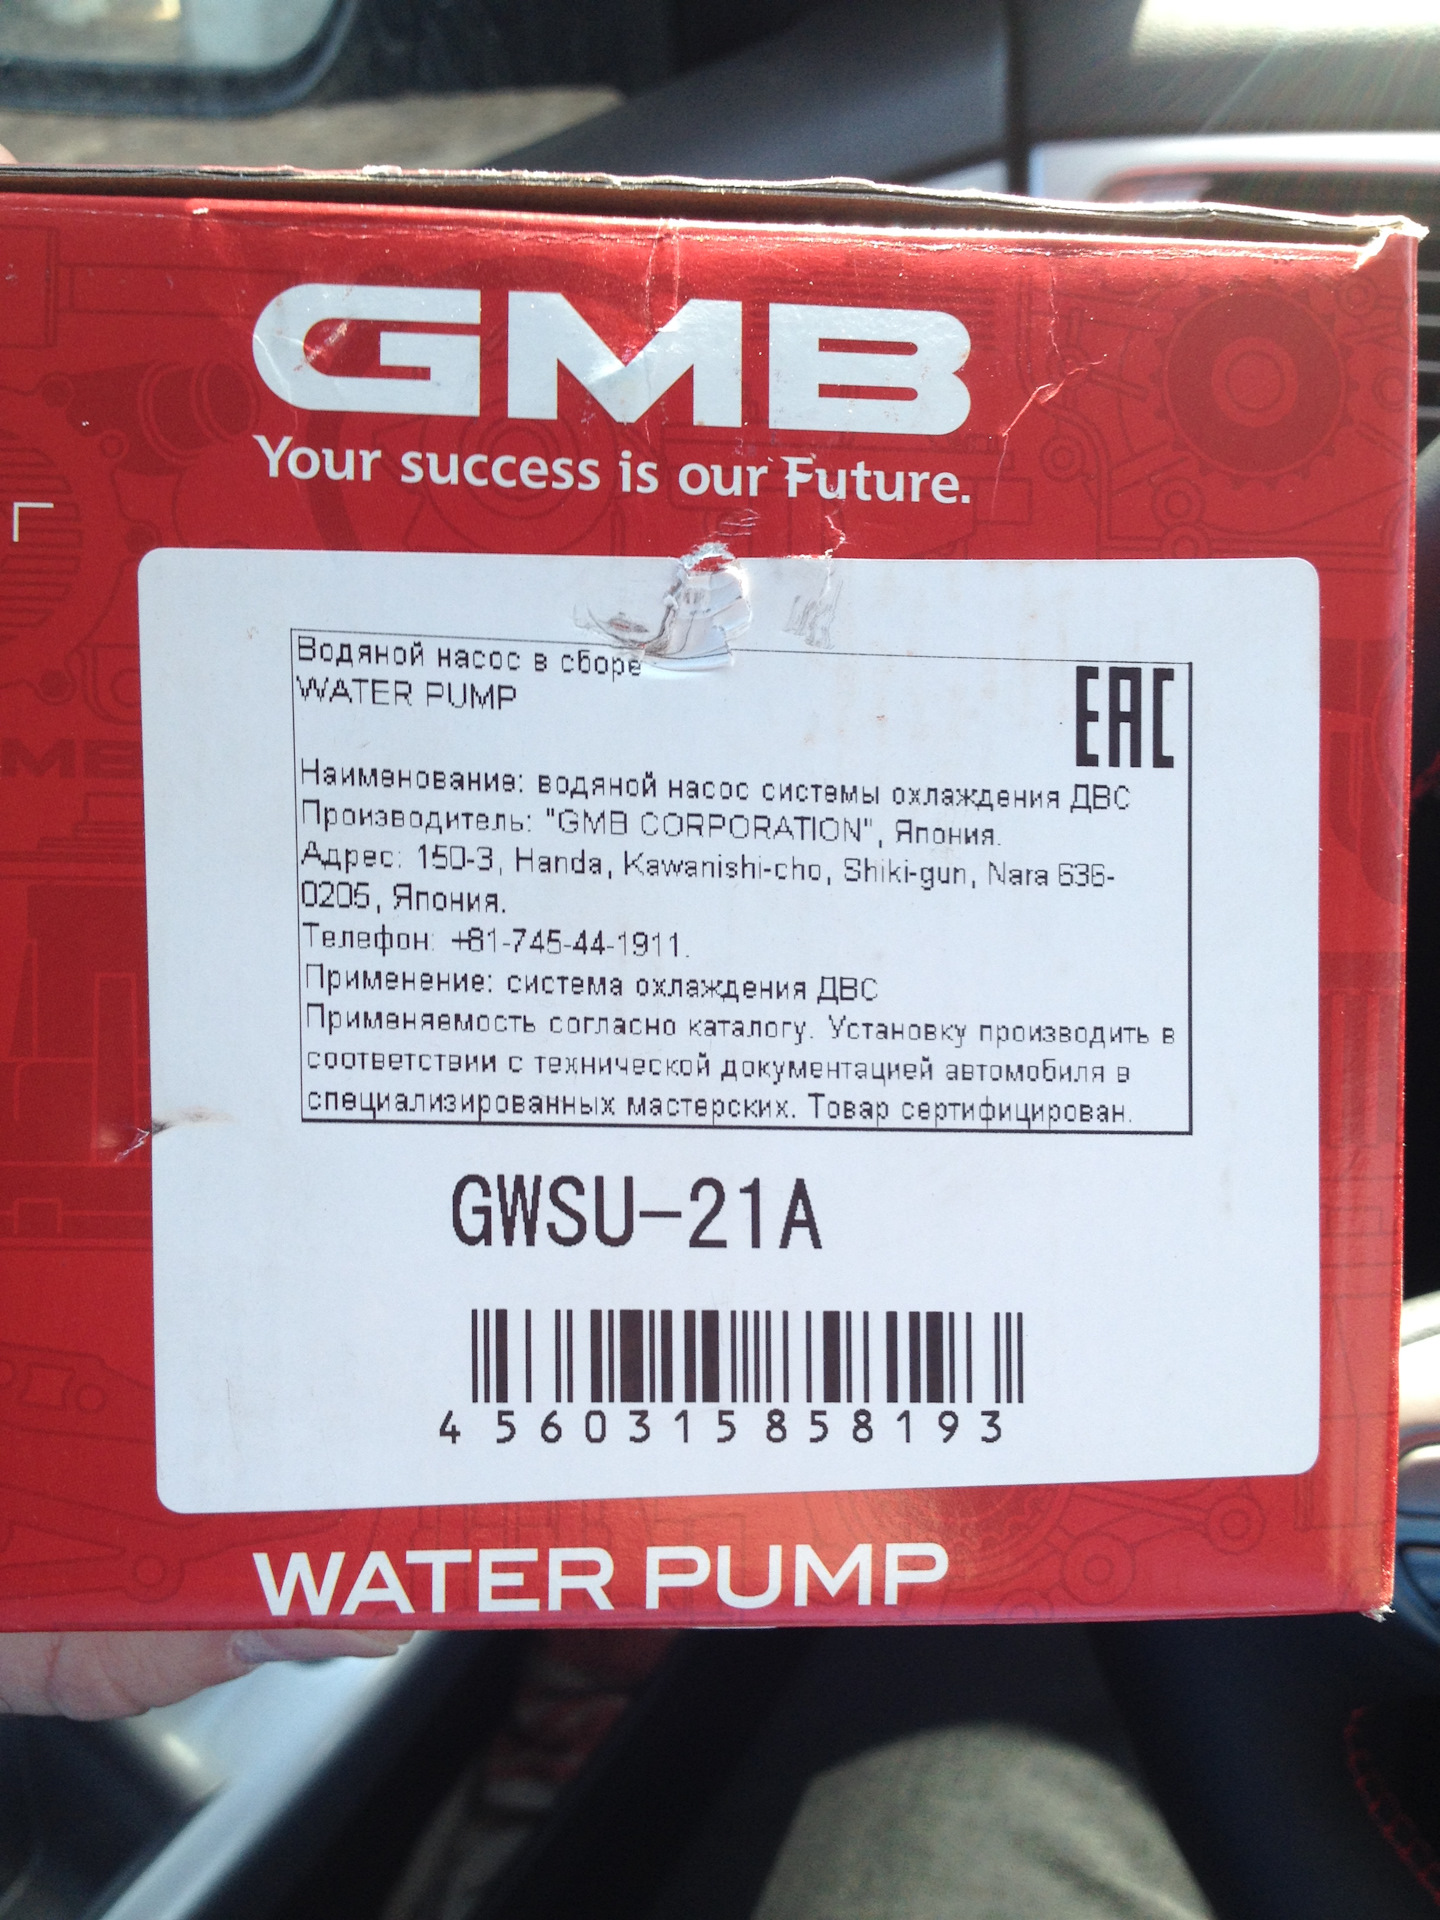 GMB
Your success is our Future.
Водяной насос в сборе
WATER PUMP
EAC
Наименование: водяной насос системы охлаждения ДВС
Производитель: "GMB CORPORATION", Япония.
Адрес: 150-3, Handa, Kawanishi-cho, Shiki-gun, Nara 636-
0205, Япония.
Телефон: +81-745-44-1911.
Применение: система охлаждения ДВС
Применяемость согласно каталогу. Установку производить в
соответствии с технической документацией автомобиля в
специализированных мастерских. Товар сертифицирован.
GWSU-21A
4560315858193
WATER PUMP